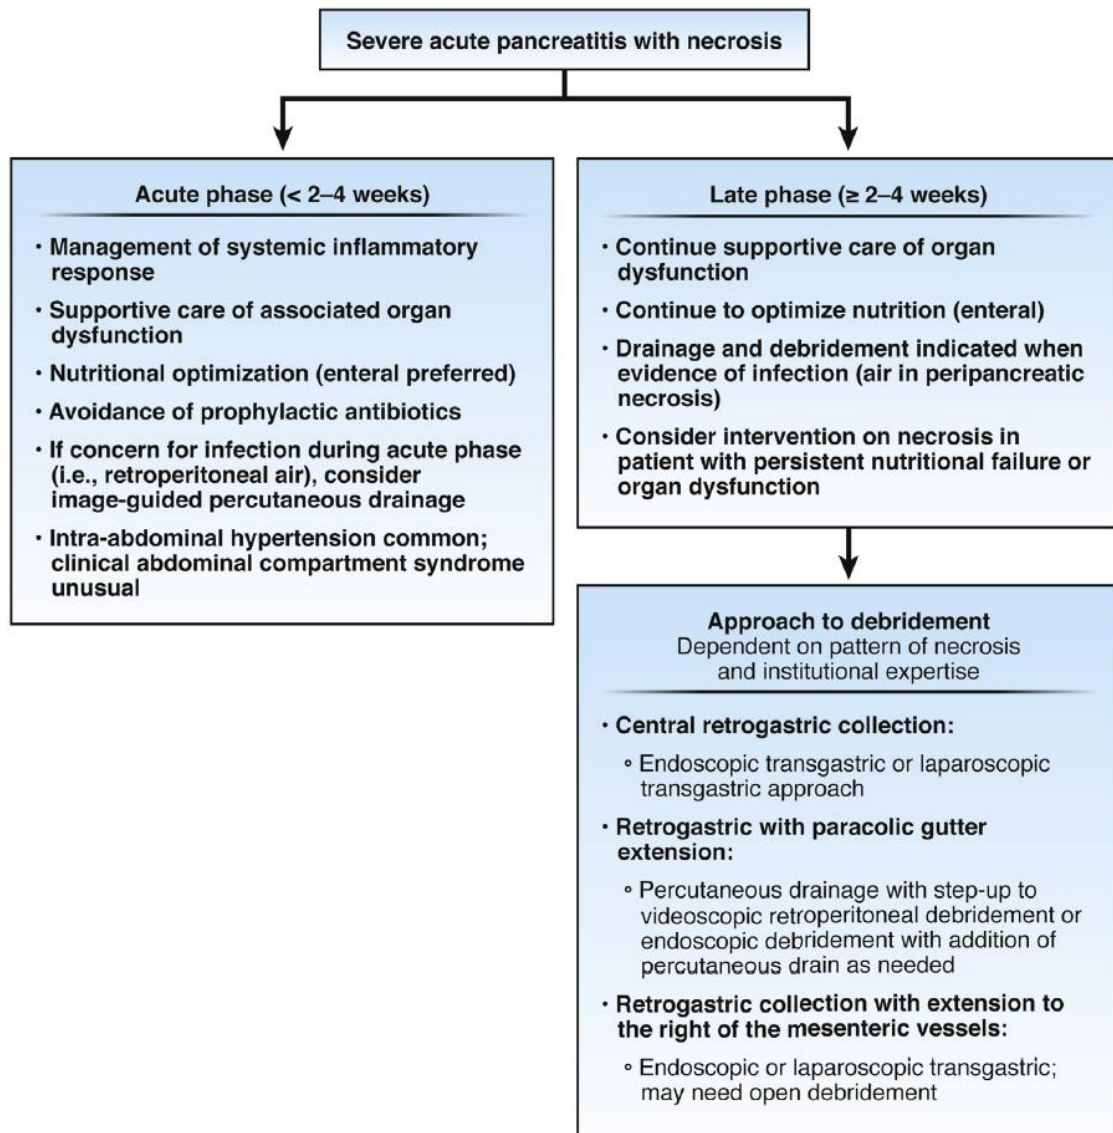 Severe acute pancreatitis with necrosis
Acute phase (< 2–4 weeks)
• Management of systemic inflammatory
response
• Supportive care of associated organ
dysfunction
• Nutritional optimization (enteral preferred)
• Avoidance of prophylactic antibiotics
• If concern for infection during acute phase
(i.e., retroperitoneal air), consider
image-guided percutaneous drainage
• Intra-abdominal hypertension common;
clinical abdominal compartment syndrome
unusual
Late phase (≥ 2–4 weeks)
• Continue supportive care of organ
dysfunction
• Continue to optimize nutrition (enteral)
• Drainage and debridement indicated when
evidence of infection (air in peripancreatic
necrosis)
• Consider intervention on necrosis in
patient with persistent nutritional failure or
organ dysfunction
Approach to debridement
Dependent on pattern of necrosis
and institutional expertise
• Central retrogastric collection:
° Endoscopic transgastric or laparoscopic
transgastric approach
• Retrogastric with paracolic gutter
extension:
° Percutaneous drainage with step-up to
videoscopic retroperitoneal debridement or
endoscopic debridement with addition of
percutaneous drain as needed
• Retrogastric collection with extension to
the right of the mesenteric vessels:
° Endoscopic or laparoscopic transgastric;
may need open debridement